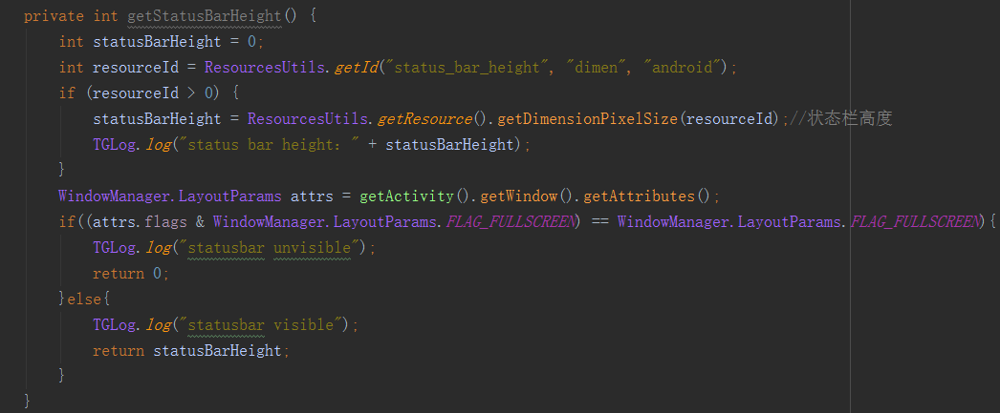 private int getStatusBarHeight() {
int statusBarHeight = 0;
int resourceId = ResourcesUtils.getId("status_bar_height", "dimen", "android");
if (resourceId > 0) {
statusBarHeight = ResourcesUtils.getResource().getDimensionPixelSize(resourceId);//状态栏高度
TGLog.log("status bar height：" + statusBarHeight);
}
WindowManager.LayoutParams attrs = getActivity().getWindow().getAttributes();
if((attrs.flags & WindowManager.LayoutParams.FLAG_FULLSCREEN) == WindowManager.LayoutParams.FLAG_FULLSCREEN){
TGLog.log("statusbar unvisible");
return 0;
}else{
TGLog.log("statusbar visible");
return statusBarHeight;
}
}